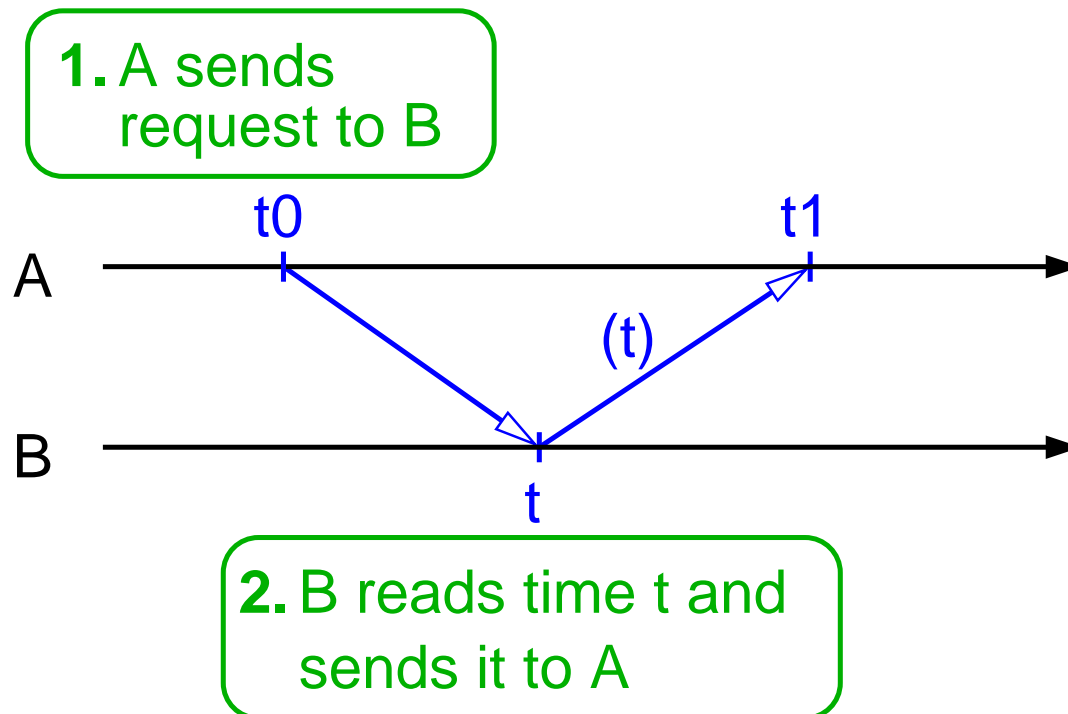 1. A sends
request to B
t0
t1
A
(t)
B
t
2. B reads time t and
sends it to A